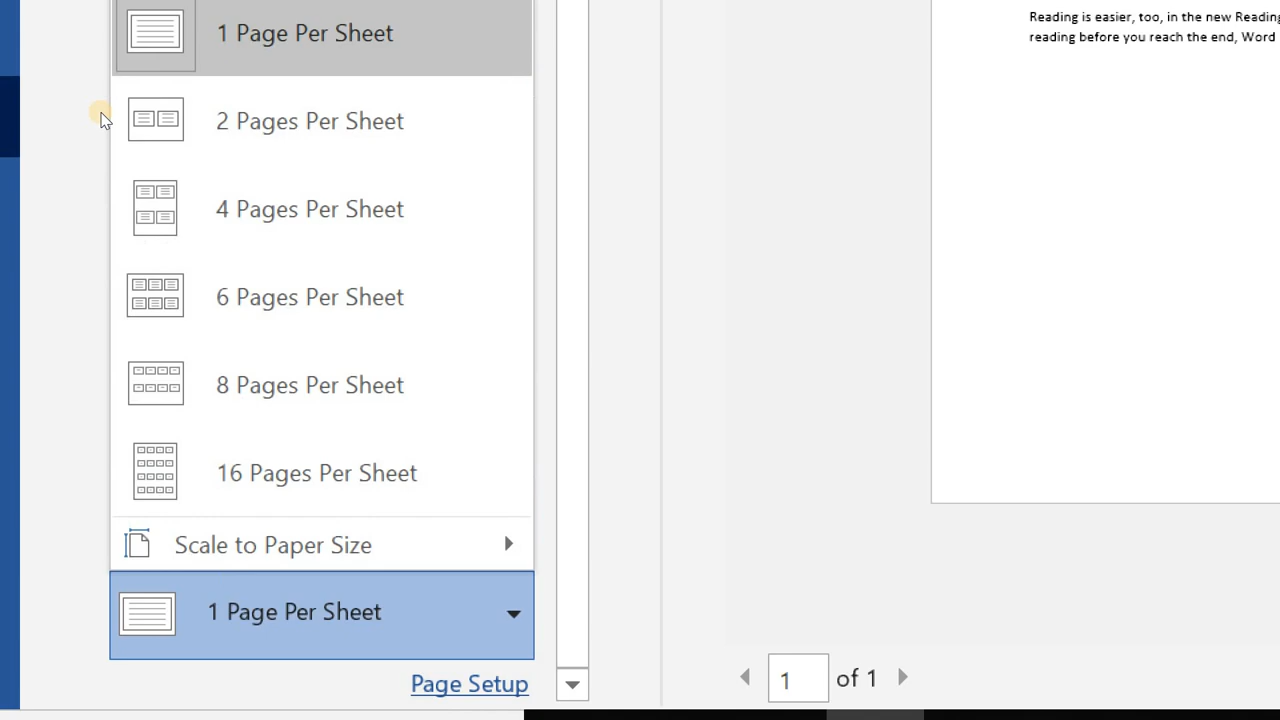 1 Page Per Sheet
2 Pages Per Sheet
4 Pages Per Sheet
6 Pages Per Sheet
8 Pages Per Sheet
16 Pages Per Sheet
Scale to Paper Size
1 Page Per Sheet
Page Setup
Reading is easier, too, in the new Reading
reading before you reach the end, Word
1 of 1